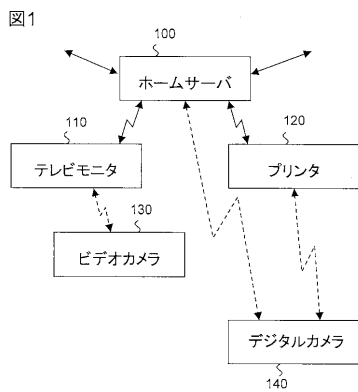 図1
100
ホームサーバ
110
テレビモニタ
120
プリンタ
130
ビデオカメラ
デジタルカメラ
140